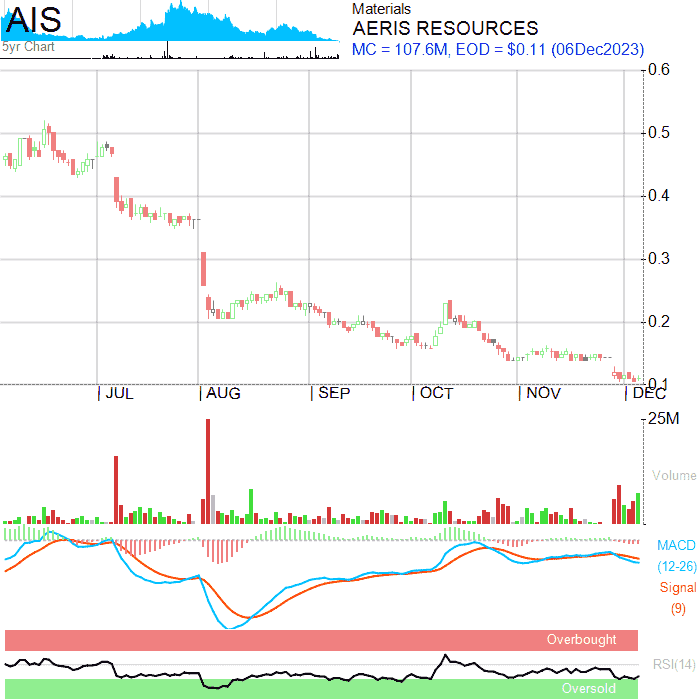 AIS
5yr Chart
Materials
AERIS RESOURCES
MC = 107.6M, EOD = $0.11 (06Dec2023)
0.6
0.5
0.4
0.3
0.2
0.1
JUL
AUG
SEP
OCT
NOV
DEC
25M
Volume
MACD
(12-26)
Signal
(9)
Overbought
RSI(14)
Oversold